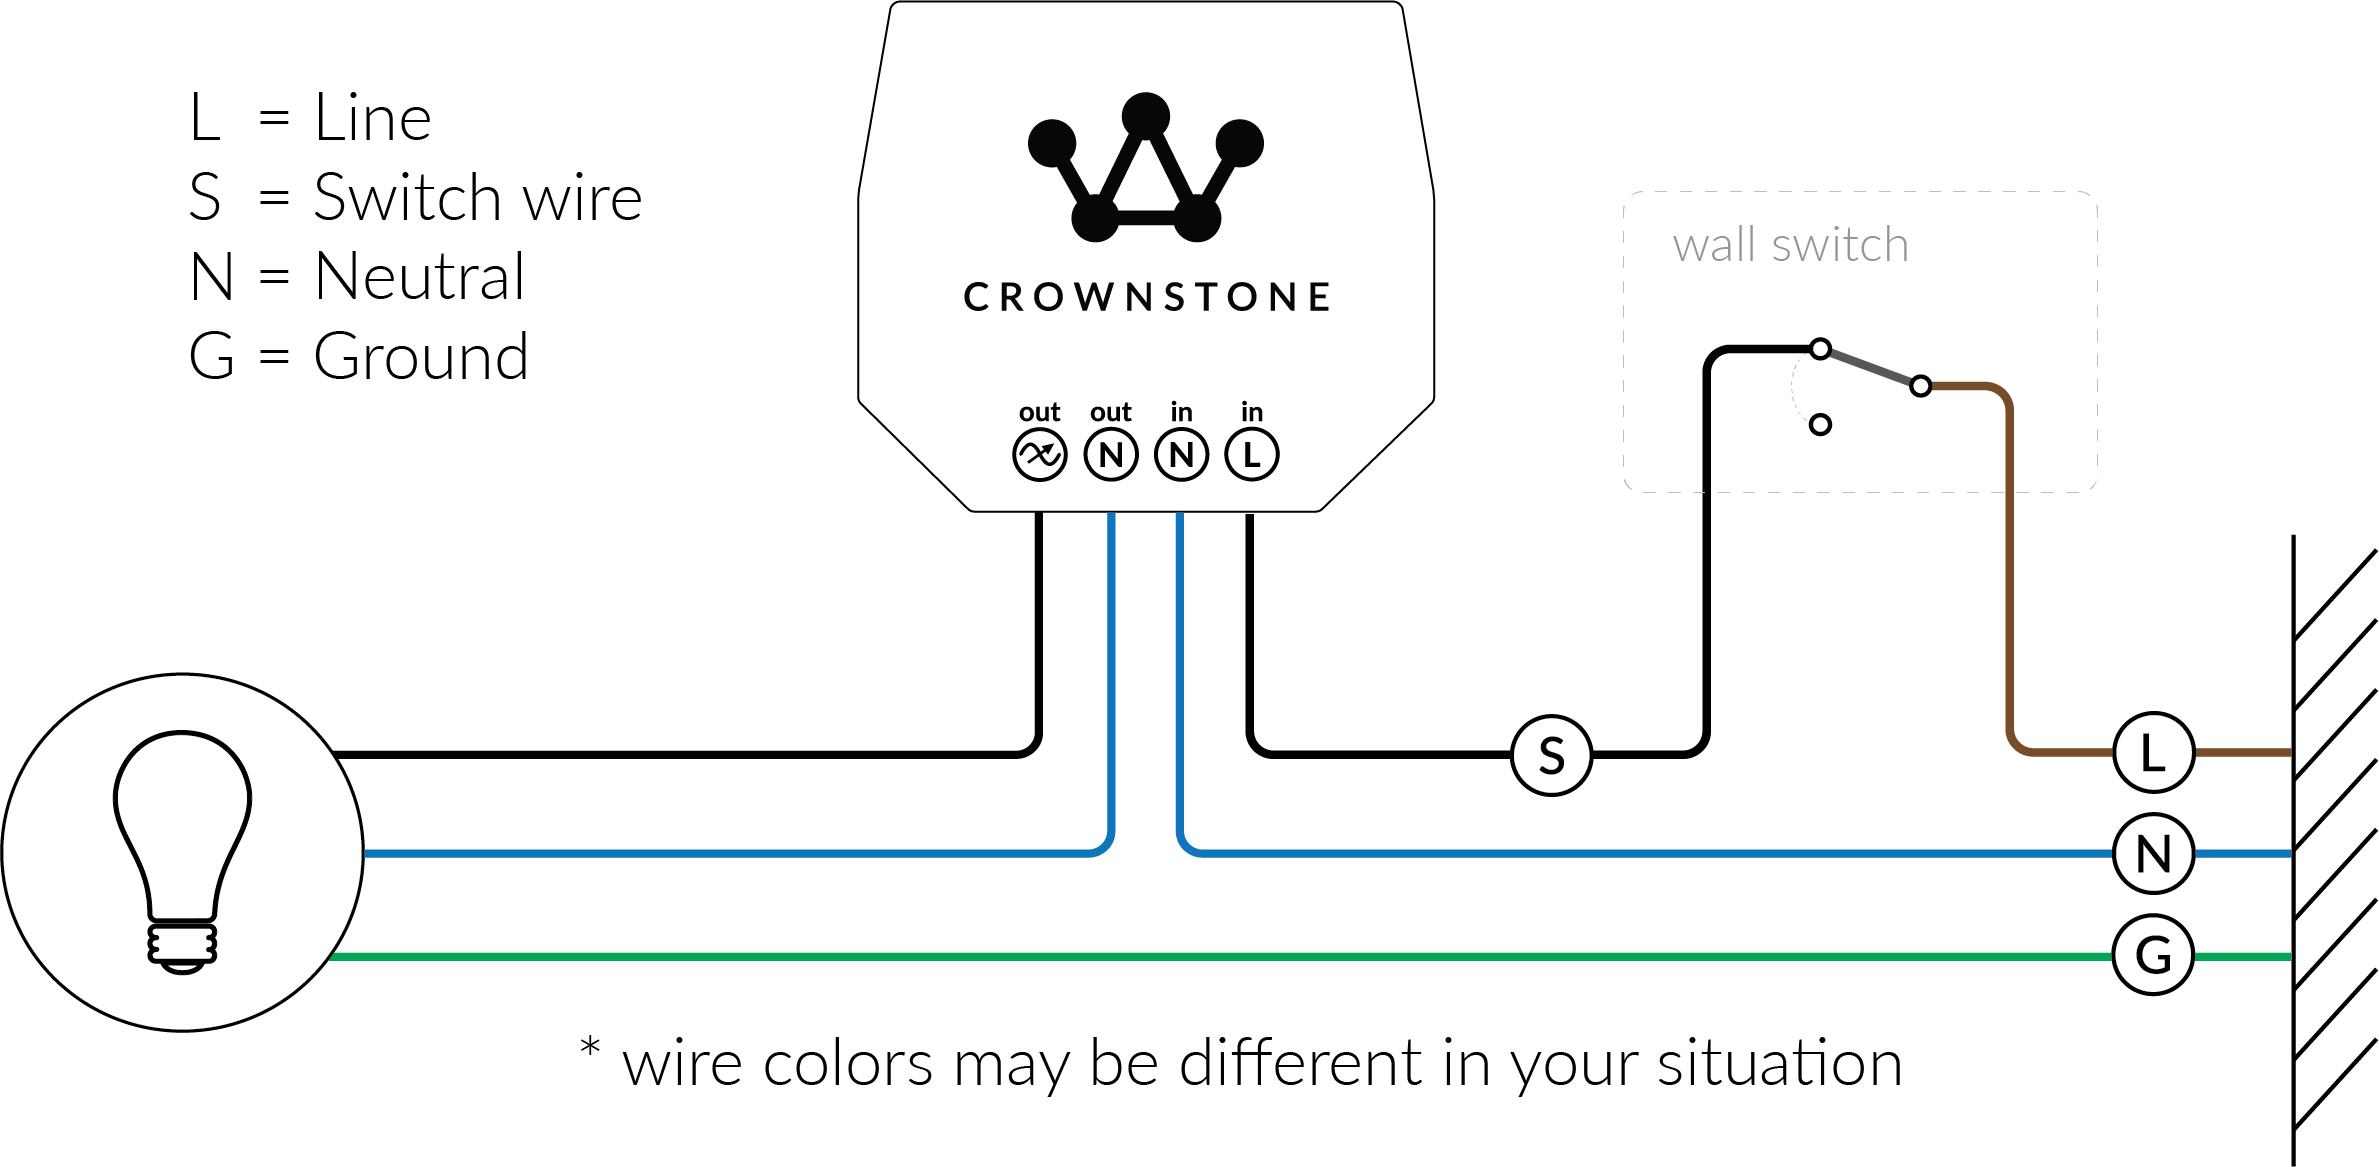 L = Line
S = Switch wire
N = Neutral
G = Ground
CROWNSTONE
out out in in
N N L
wall switch
S
L
N
G
* wire colors may be different in your situation